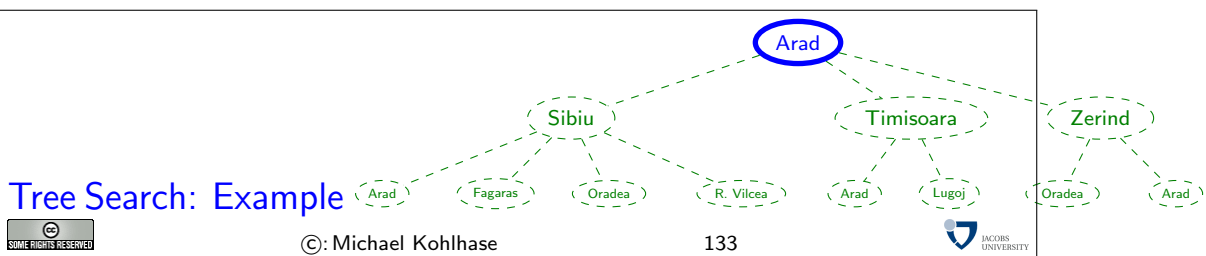 Arad
Sibiu Timisoara Zerind
Tree Search: Example Arad Fagaras Oradea R. Vilcea Arad Lugoj Oradea Arad
cc
SOME RIGHTS RESERVED
©: Michael Kohlhase 133
JACOBS
UNIVERSITY